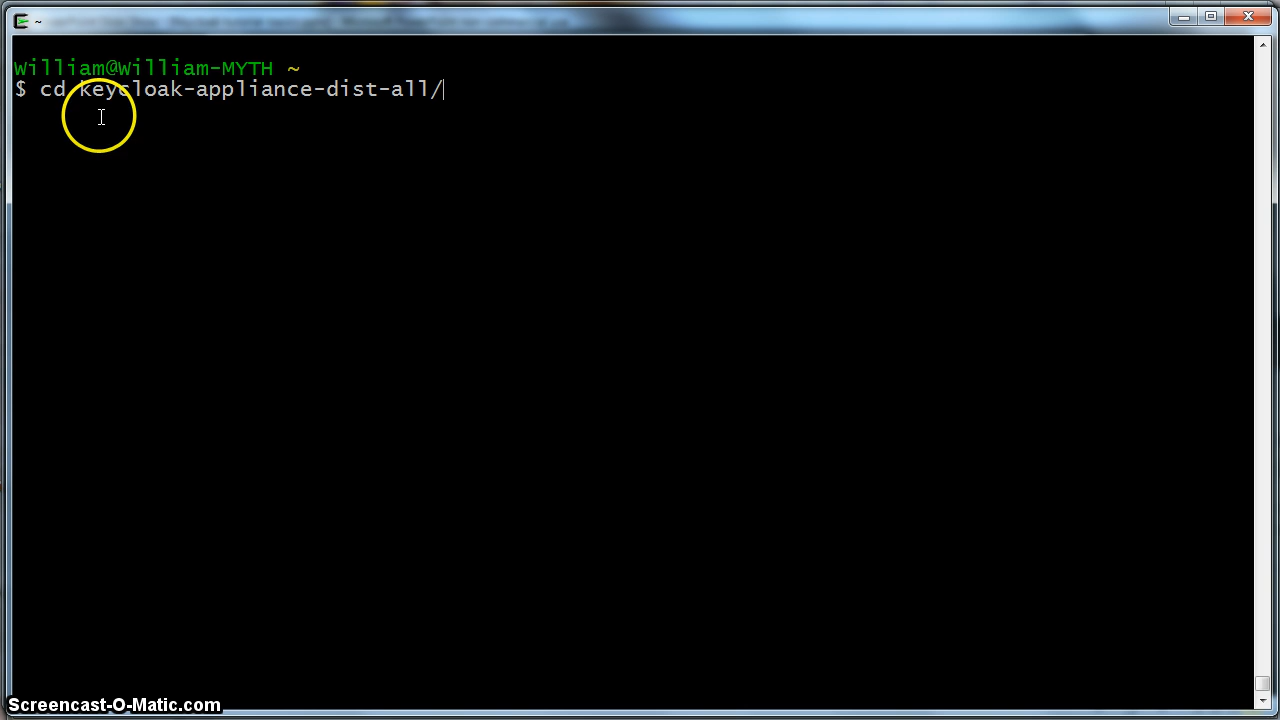 ~
William@William-MYTH ~
$ cd keycloak-appliance-dist-all/
Screencast-O-Matic.com